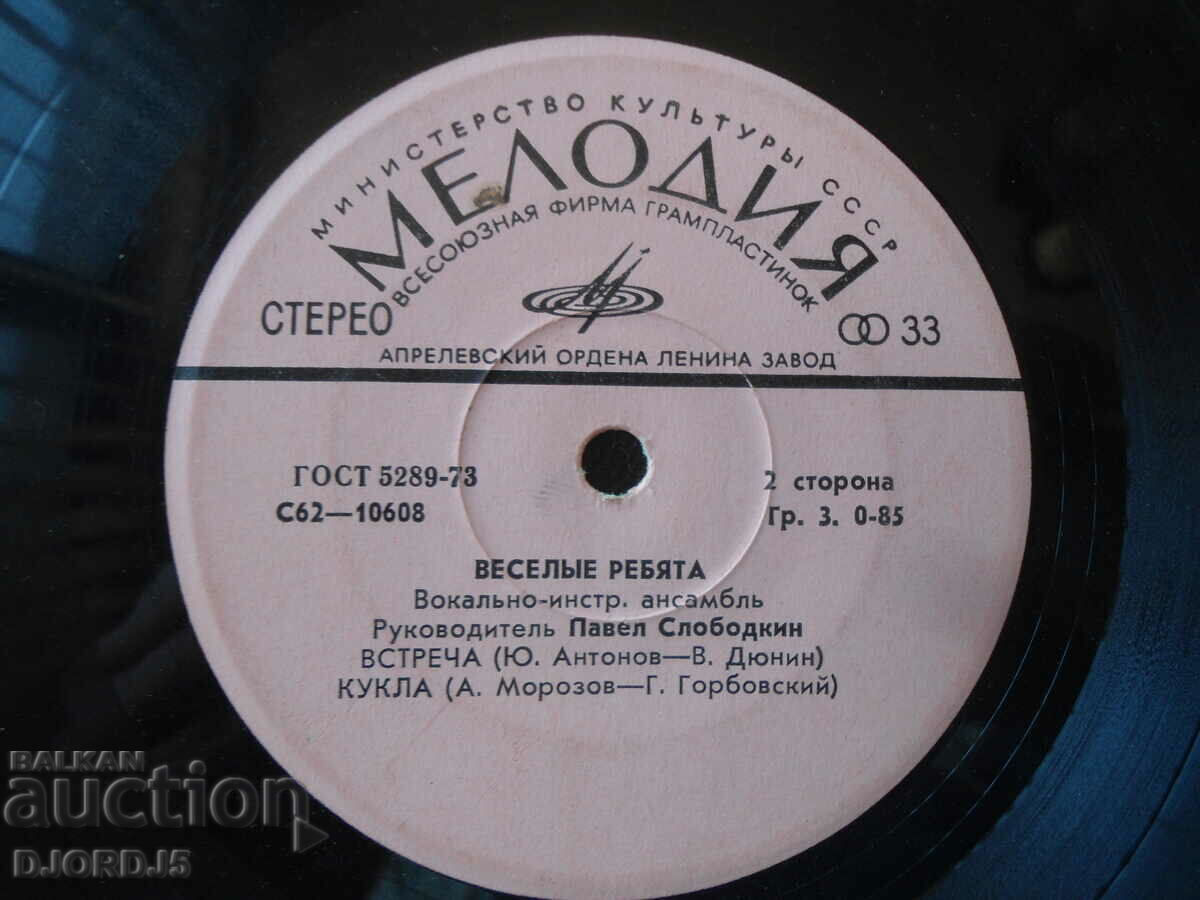 МИНИСТЕРСТВО КУЛЬТУРЫ СССР
МЕЛОДИЯ
ВСЕСОЮЗНАЯ ФИРМА ГРАМПЛАСТИНОК
СТЕРЕО
33
АПРЕЛЕВСКИЙ ОРДЕНА ЛЕНИНА ЗАВОД
ГОСТ 5289-73
2 сторона
С62—10608
Гр. 3. 0-85
ВЕСЕЛЫЕ РЕБЯТА
Вокально-инстр. ансамбль
Руководитель Павел Слободкин
ВСТРЕЧА (Ю. Антонов—В. Дюнин)
КУКЛА (А. Морозов—Г. Горбовский)
BALKAN
auction
DJORDJ5